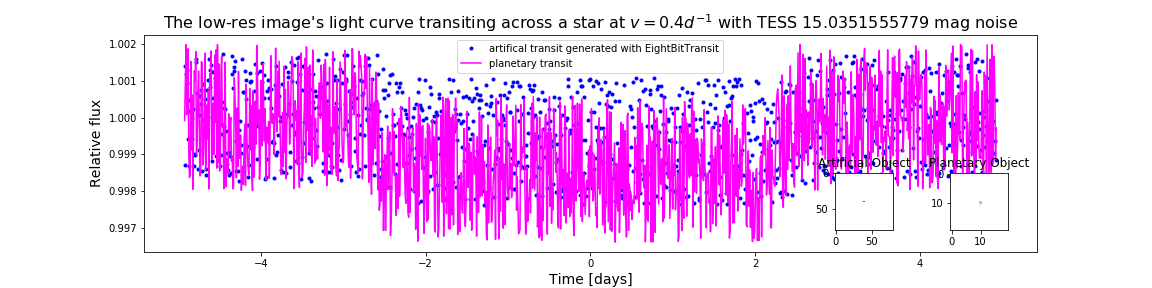 The low-res image's light curve transiting across a star at v = 0.4d⁻¹ with TESS 15.0351555779 mag noise
artifical transit generated with EightBitTransit
planetary transit
Relative flux
1.002
1.001
1.000
0.999
0.998
0.997
Artificial Object
Planetary Object
0
50
0
50
0
10
0
10
−4
−2
0
2
4
Time [days]